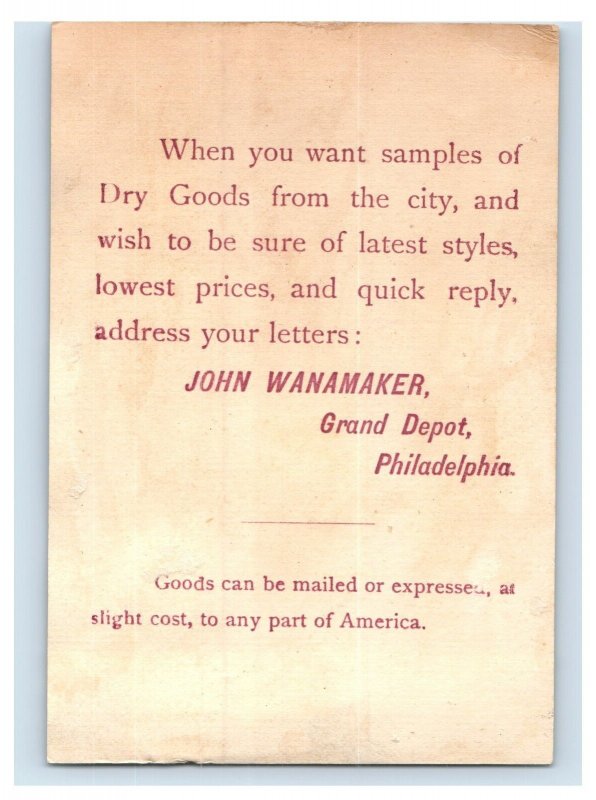 When you want samples of
Dry Goods from the city, and
wish to be sure of latest styles,
lowest prices, and quick reply,
address your letters:
JOHN WANAMAKER,
Grand Depot,
Philadelphia.
Goods can be mailed or expressed, at
slight cost, to any part of America.